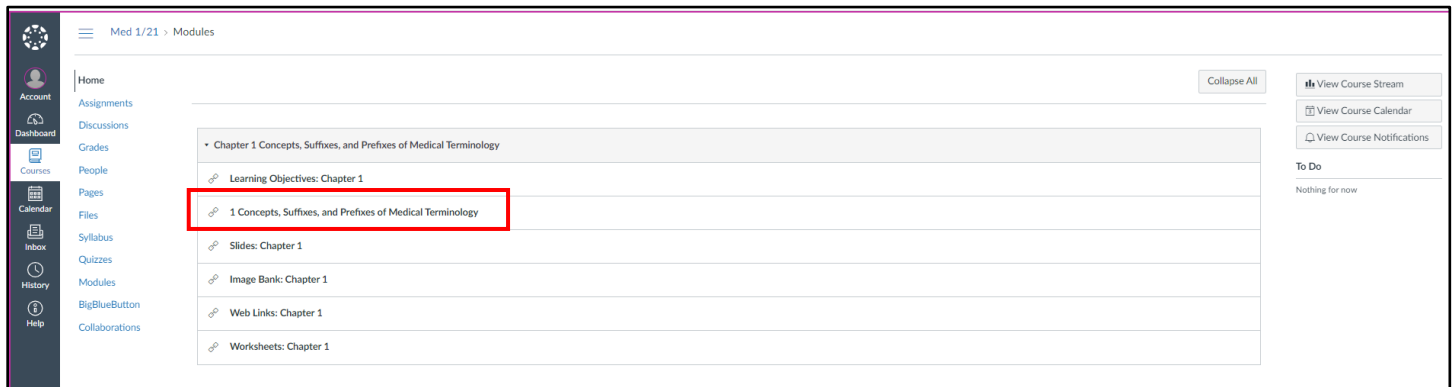 Med 1/21 › Modules
Account
Dashboard
Courses
Calendar
Inbox
History
Help
Home
Assignments
Discussions
Grades
People
Pages
Files
Syllabus
Quizzes
Modules
BigBlueButton
Collaborations
Collapse All
Chapter 1 Concepts, Suffixes, and Prefixes of Medical Terminology
Learning Objectives: Chapter 1
1 Concepts, Suffixes, and Prefixes of Medical Terminology
Slides: Chapter 1
Image Bank: Chapter 1
Web Links: Chapter 1
Worksheets: Chapter 1
View Course Stream
View Course Calendar
View Course Notifications
To Do
Nothing for now